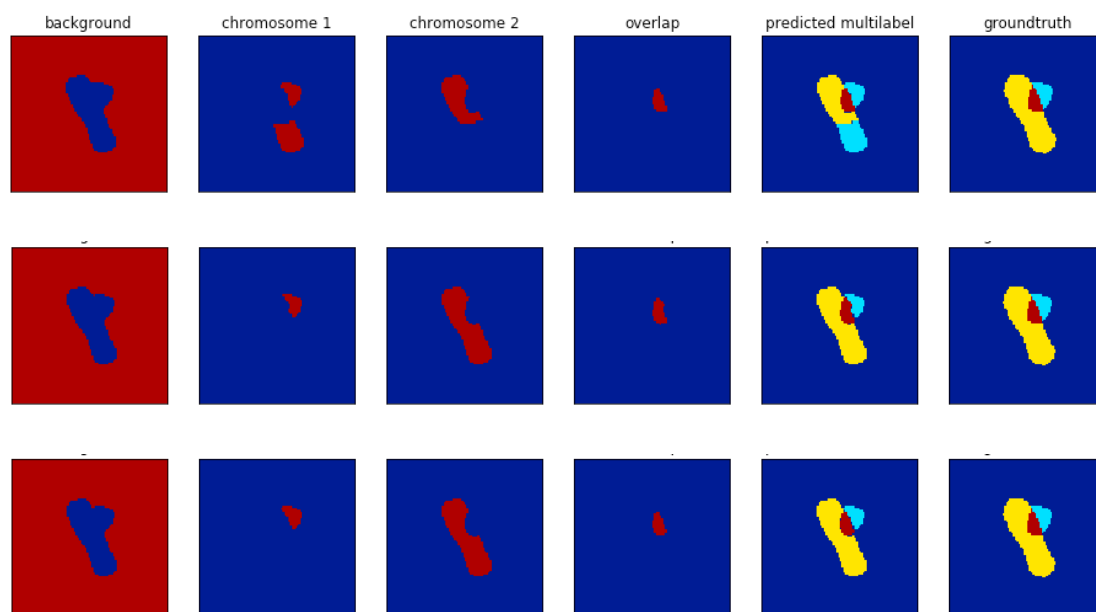 background
chromosome 1
chromosome 2
overlap
predicted multilabel
groundtruth